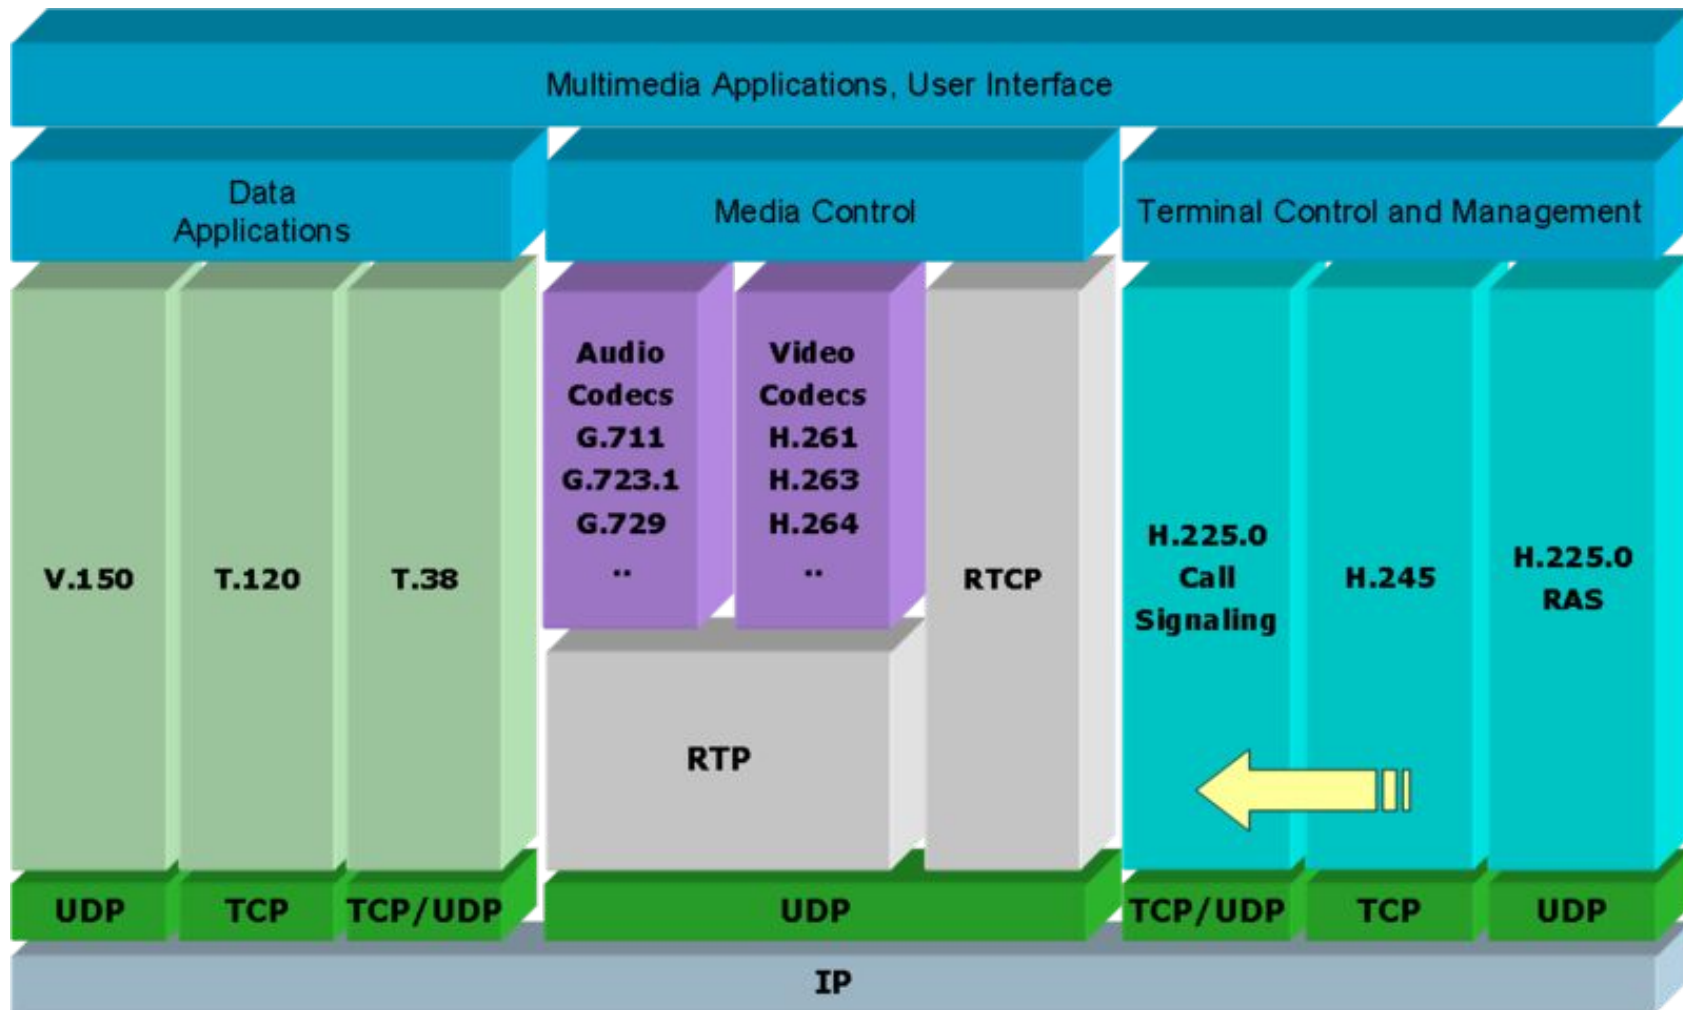 Multimedia Applications, User Interface
Data
Applications
Media Control
Terminal Control and Management
V.150
T.120
T.38
Audio
Codecs
G.711
G.723.1
G.729
..
Video
Codecs
H.261
H.263
H.264
..
RTP
RTCP
H.225.0
Call
Signaling
H.245
H.225.0
RAS
UDP
TCP
TCP/UDP
UDP
TCP/UDP
TCP
UDP
IP